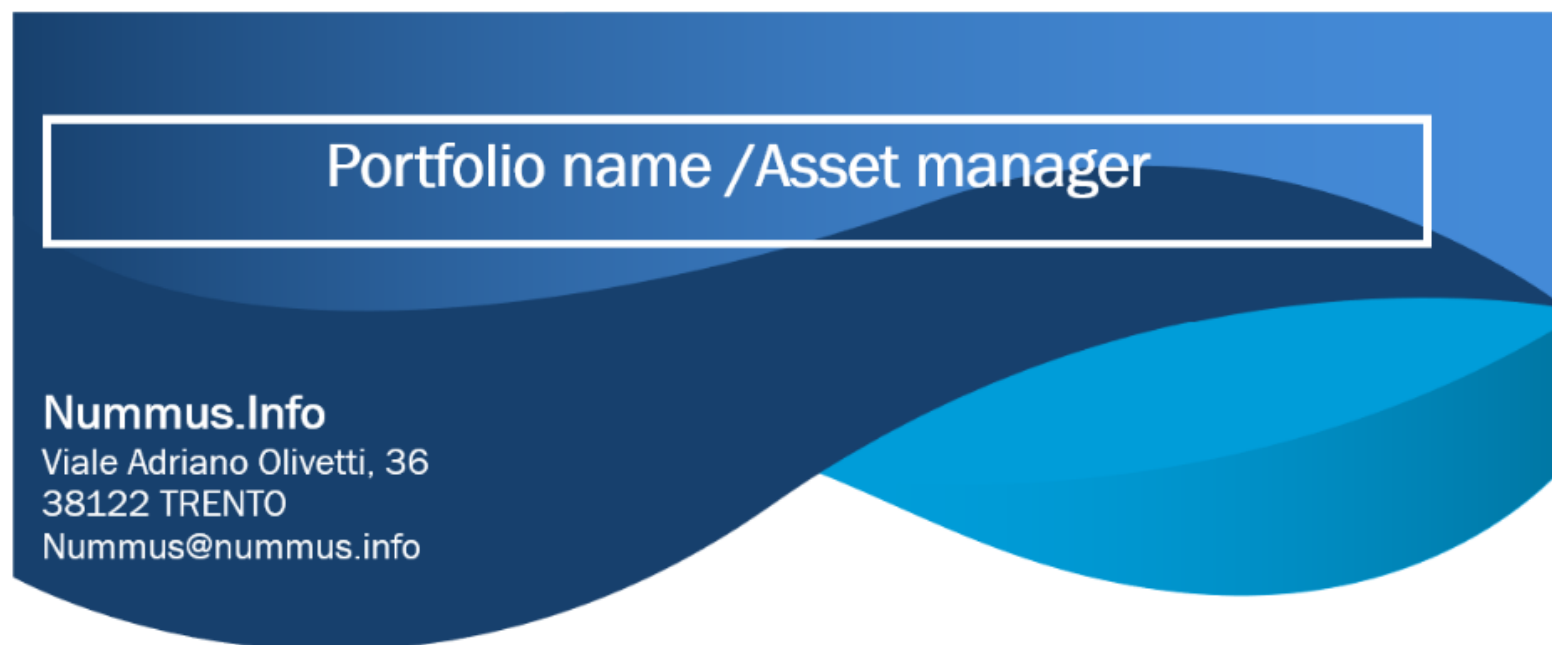 Portfolio name /Asset manager
Nummus.Info
Viale Adriano Olivetti, 36
38122 TRENTO
Nummus@nummus.info